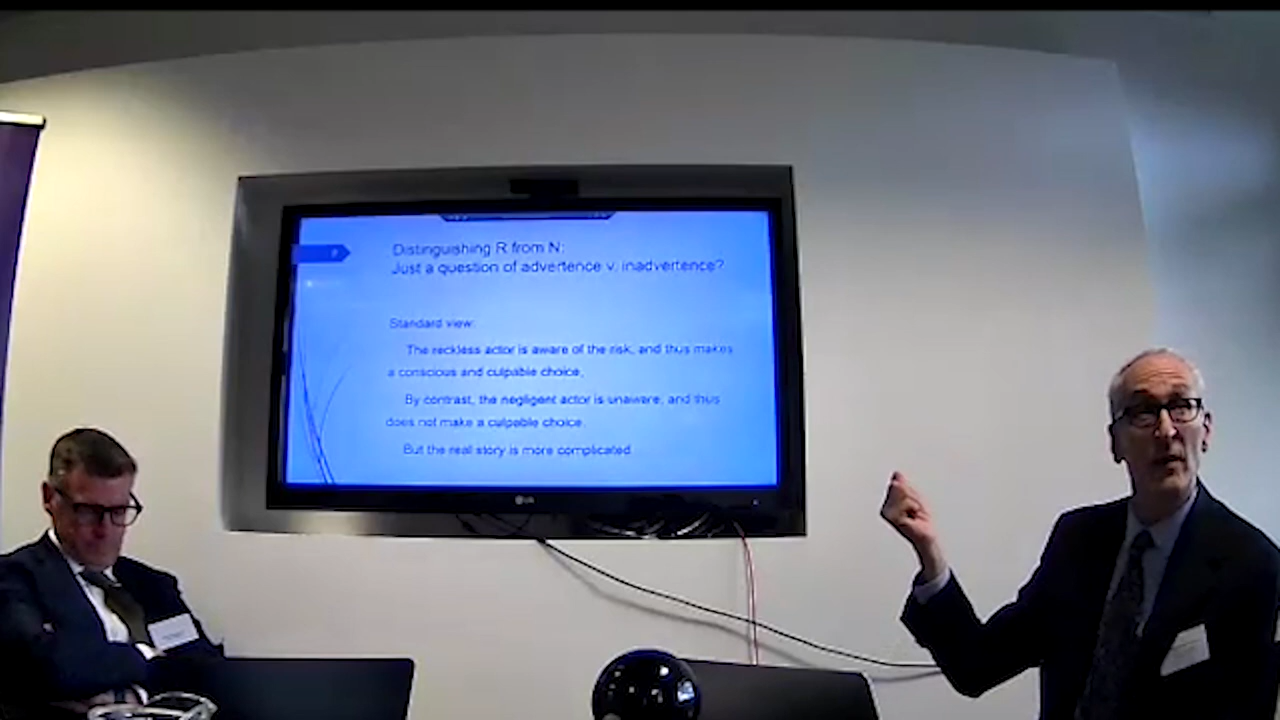 Distinguishing R from N:
Just a question of advertence v. inadvertence?
Standard view:
The reckless actor is aware of the risk, and thus makes
a conscious and culpable choice.
By contrast, the negligent actor is unaware, and thus
does not make a culpable choice.
But the real story is more complicated.
LG